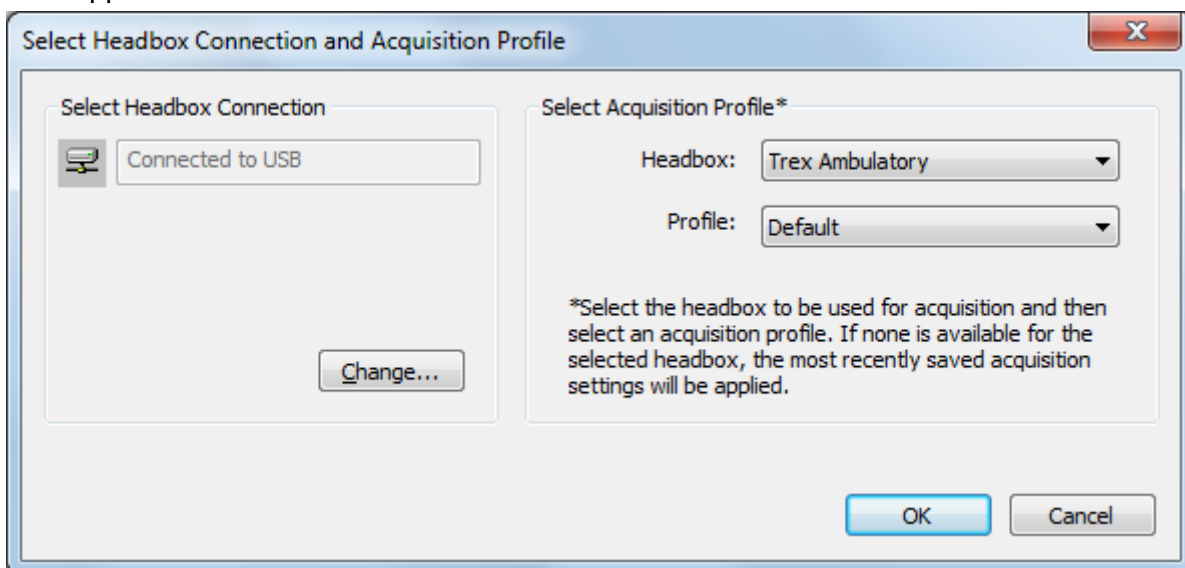 Select Headbox Connection and Acquisition Profile
Select Headbox Connection
Connected to USB
Change...
Select Acquisition Profile*
Headbox: Trex Ambulatory
Profile: Default
*Select the headbox to be used for acquisition and then
select an acquisition profile. If none is available for the
selected headbox, the most recently saved acquisition
settings will be applied.
OK Cancel